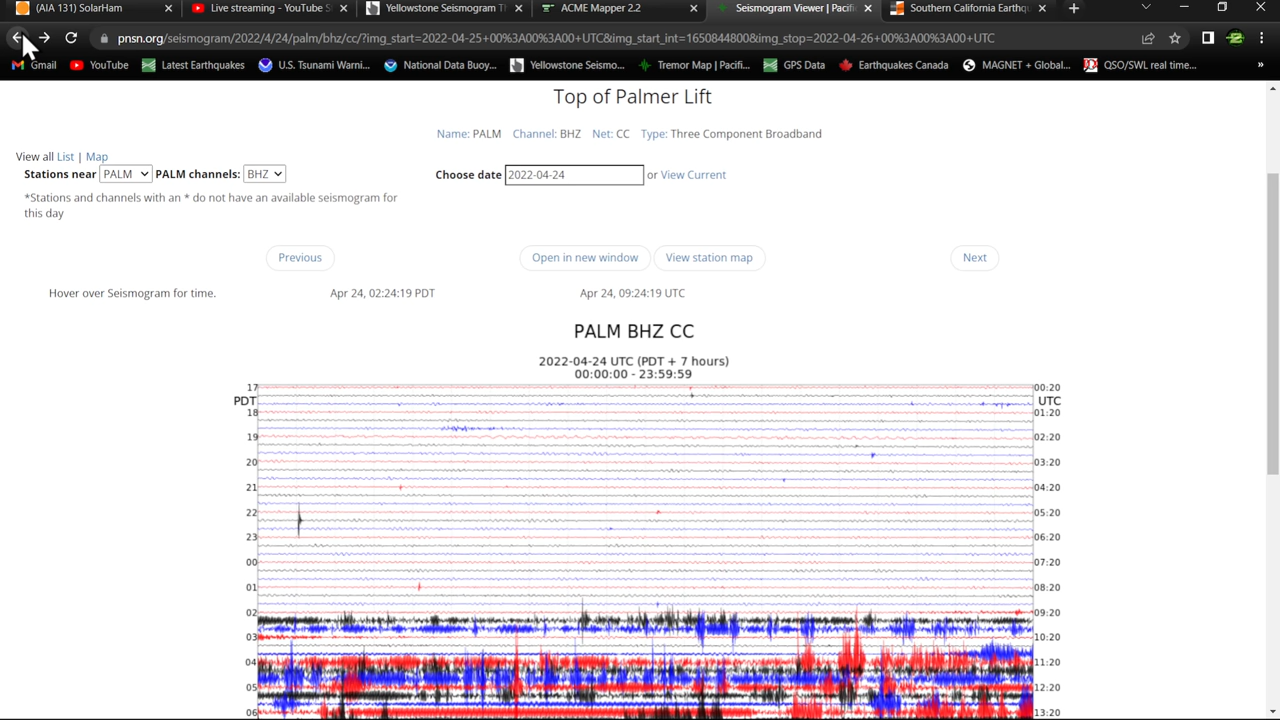 (AIA 131) SolarHam
Live streaming - YouTube S
Yellowstone Seismogram T
ACME Mapper 2.2
Seismogram Viewer | Pacific
Southern California Earthqu
pnsn.org/seismogram/2022/4/24/palm/bhz/cc/?img_start=2022-04-25+00%3A00%3A00+UTC&img_start_int=1650844800&img_stop=2022-04-26+00%3A00%3A00+UTC
Gmail YouTube Latest Earthquakes U.S. Tsunami Warni... National Data Buoy... Yellowstone Seismo... Tremor Map | Pacifi... GPS Data Earthquakes Canada MAGNET + Global... QSO/SWL real time... »
Top of Palmer Lift
Name: PALM Channel: BHZ Net: CC Type: Three Component Broadband
View all List | Map
Stations near PALM PALM channels: BHZ Choose date 2022-04-24 or View Current
*Stations and channels with an * do not have an available seismogram for
this day
Previous Open in new window View station map Next
Hover over Seismogram for time. Apr 24, 02:24:19 PDT Apr 24, 09:24:19 UTC
PALM BHZ CC
2022-04-24 UTC (PDT + 7 hours)
00:00:00 - 23:59:59
17 00:20
PDT UTC
18 01:20
19 02:20
20 03:20
21 04:20
22 05:20
23 06:20
00 07:20
01 08:20
02 09:20
03 10:20
04 11:20
05 12:20
06 13:20